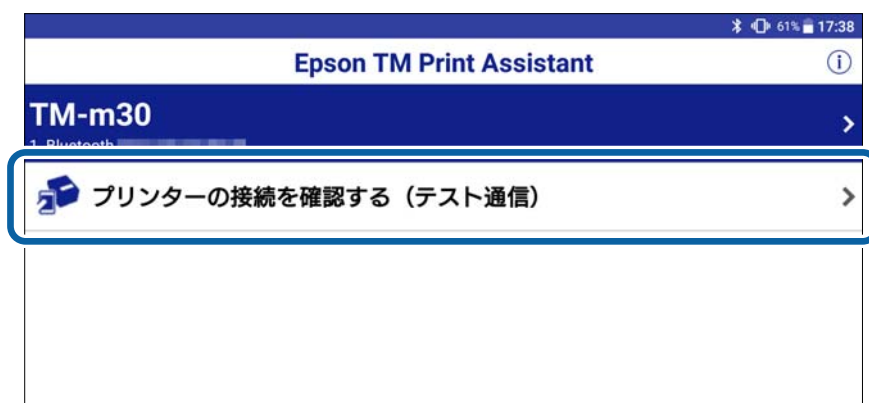 61% 17:38
Epson TM Print Assistant
TM-m30
1. Bluetooth
プリンターの接続を確認する（テスト通信）